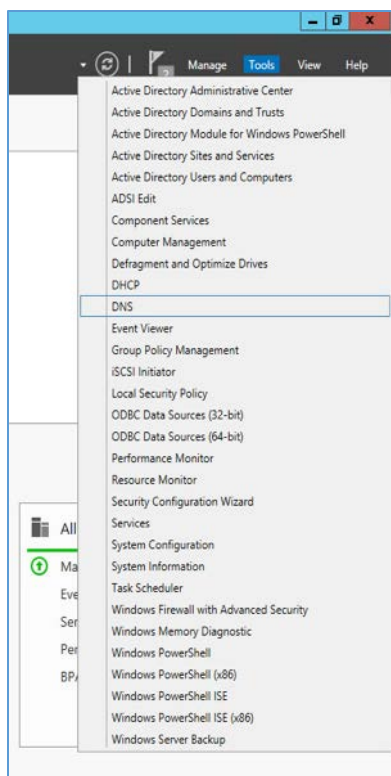 2 Manage Tools View Help
Active Directory Administrative Center
Active Directory Domains and Trusts
Active Directory Module for Windows PowerShell
Active Directory Sites and Services
Active Directory Users and Computers
ADSI Edit
Component Services
Computer Management
Defragment and Optimize Drives
DHCP
DNS
Event Viewer
Group Policy Management
iSCSI Initiator
Local Security Policy
ODBC Data Sources (32-bit)
ODBC Data Sources (64-bit)
Performance Monitor
Resource Monitor
Security Configuration Wizard
Services
System Configuration
System Information
Task Scheduler
Windows Firewall with Advanced Security
Windows Memory Diagnostic
Windows PowerShell
Windows PowerShell (x86)
Windows PowerShell ISE
Windows PowerShell ISE (x86)
Windows Server Backup
All
Ma
Eve
Ser
Per
BP